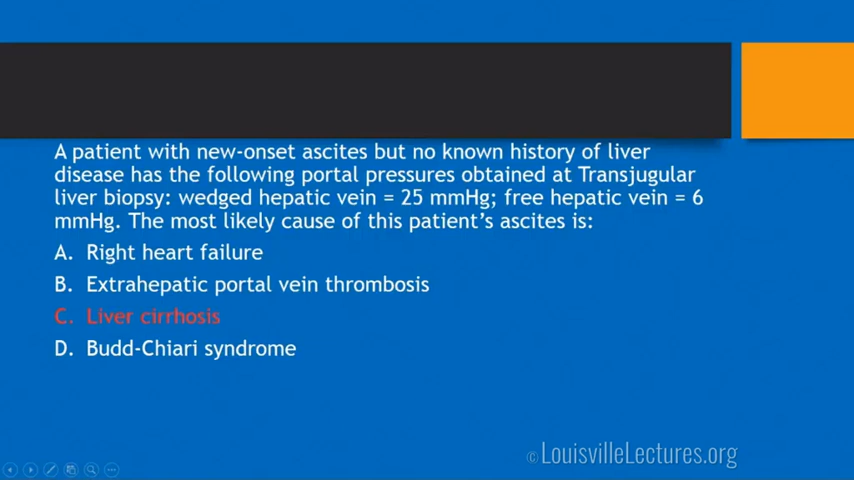 A patient with new-onset ascites but no known history of liver
disease has the following portal pressures obtained at Transjugular
liver biopsy: wedged hepatic vein = 25 mmHg; free hepatic vein = 6
mmHg. The most likely cause of this patient's ascites is:
A. Right heart failure
B. Extrahepatic portal vein thrombosis
C. Liver cirrhosis
D. Budd-Chiari syndrome
© LouisvilleLectures.org